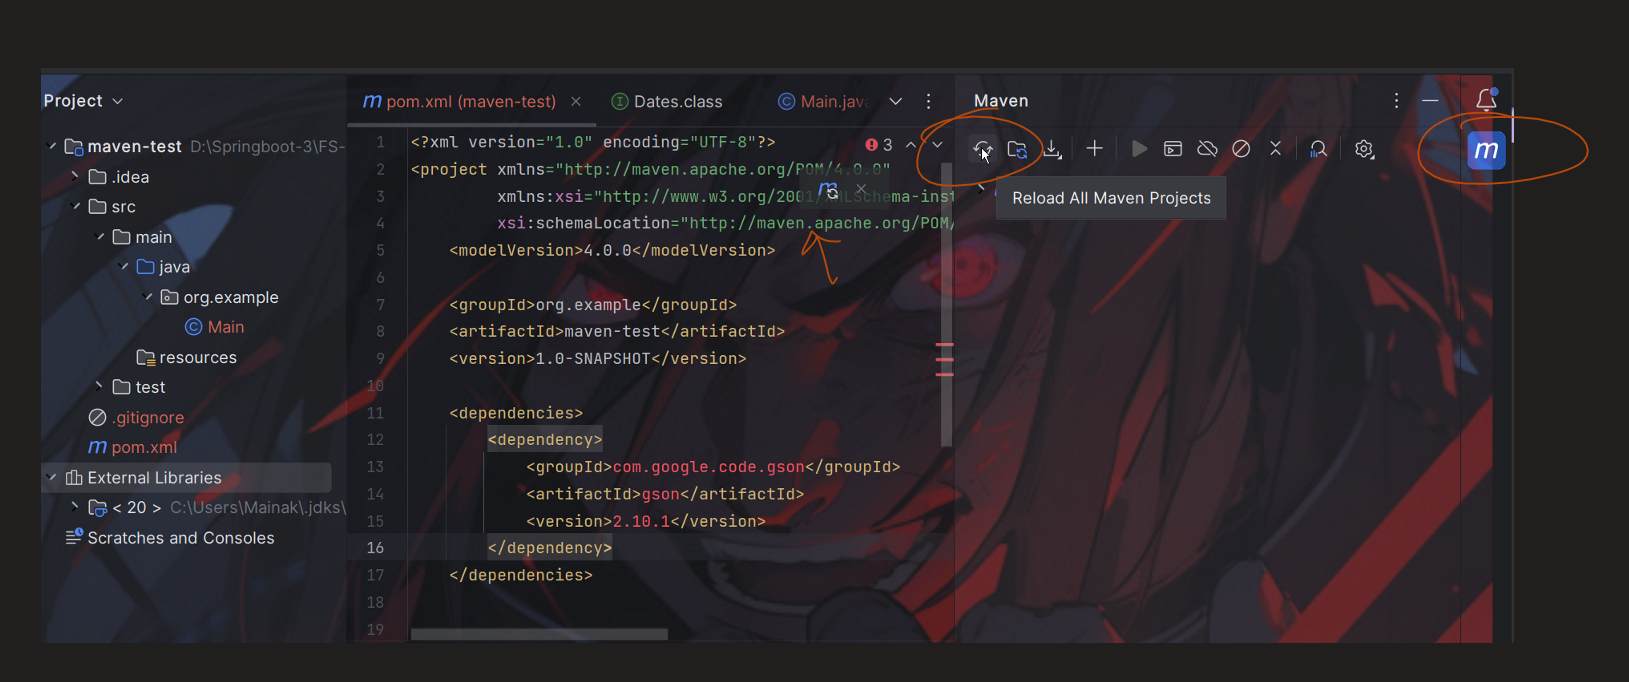 Project
pom.xml (maven-test)
Dates.class
Main.java
Maven
maven-test D:\Springboot-3\FS-
.idea
src
main
java
org.example
Main
resources
test
.gitignore
pom.xml
External Libraries
< 20 > C:\Users\Mainak\.jdks\
Scratches and Consoles
3
1 <?xml version="1.0" encoding="UTF-8"?>
2 <project xmlns="http://maven.apache.org/POM/4.0.0"
3 xmlns:xsi="http://www.w3.org/2001/XMLSchema-inst
4 xsi:schemaLocation="http://maven.apache.org/POM/
5 <modelVersion>4.0.0</modelVersion>
6
7 <groupId>org.example</groupId>
8 <artifactId>maven-test</artifactId>
9 <version>1.0-SNAPSHOT</version>
10
11 <dependencies>
12 <dependency>
13 <groupId>com.google.code.gson</groupId>
14 <artifactId>gson</artifactId>
15 <version>2.10.1</version>
16 </dependency>
17 </dependencies>
18
19
Reload All Maven Projects
m